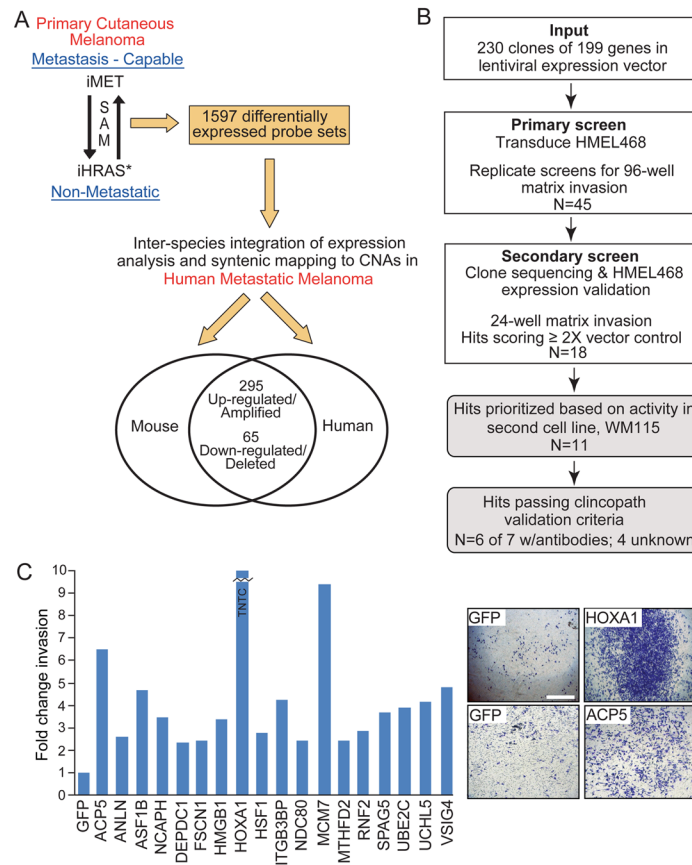 A
Primary Cutaneous
Melanoma
Metastasis - Capable
iMET
S
A
M
iHRAS*
Non-Metastatic
1597 differentially
expressed probe sets
Inter-species integration of expression
analysis and syntenic mapping to CNAs in
Human Metastatic Melanoma
Mouse
295
Up-regulated/
Amplified
65
Down-regulated/
Deleted
Human
B
Input
230 clones of 199 genes in
lentiviral expression vector
Primary screen
Transduce HMEL468
Replicate screens for 96-well
matrix invasion
N=45
Secondary screen
Clone sequencing & HMEL468
expression validation
24-well matrix invasion
Hits scoring ≥ 2X vector control
N=18
Hits prioritized based on activity in
second cell line, WM115
N=11
Hits passing clincopath
validation criteria
N=6 of 7 w/antibodies; 4 unknown
C
Fold change invasion
10
9
8
7
6
5
4
3
2
1
0
TNTC
GFP
ACP5
ANLN
ASF1B
NCAPH
DEPDC1
FSCN1
HMGB1
HOXA1
HSF1
ITGB3BP
NDC80
MCM7
MTHFD2
RNF2
SPAG5
UBE2C
UCHL5
VSIG4
GFP
HOXA1
GFP
ACP5